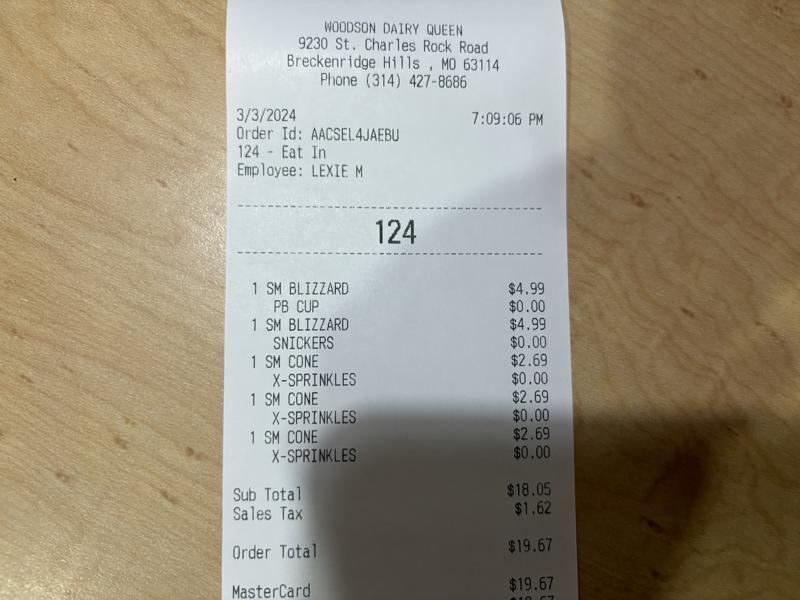 WOODSON DAIRY QUEEN
9230 St. Charles Rock Road
Breckenridge Hills , MO 63114
Phone (314) 427-8686
3/3/2024 7:09:06 PM
Order Id: AACSEL4JAEBU
124 - Eat In
Employee: LEXIE M
124
1 SM BLIZZARD $4.99
PB CUP $0.00
1 SM BLIZZARD $4.99
SNICKERS $0.00
1 SM CONE $2.69
X-SPRINKLES $0.00
1 SM CONE $2.69
X-SPRINKLES $0.00
1 SM CONE $2.69
X-SPRINKLES $0.00
Sub Total $18.05
Sales Tax $1.62
Order Total $19.67
MasterCard $19.67